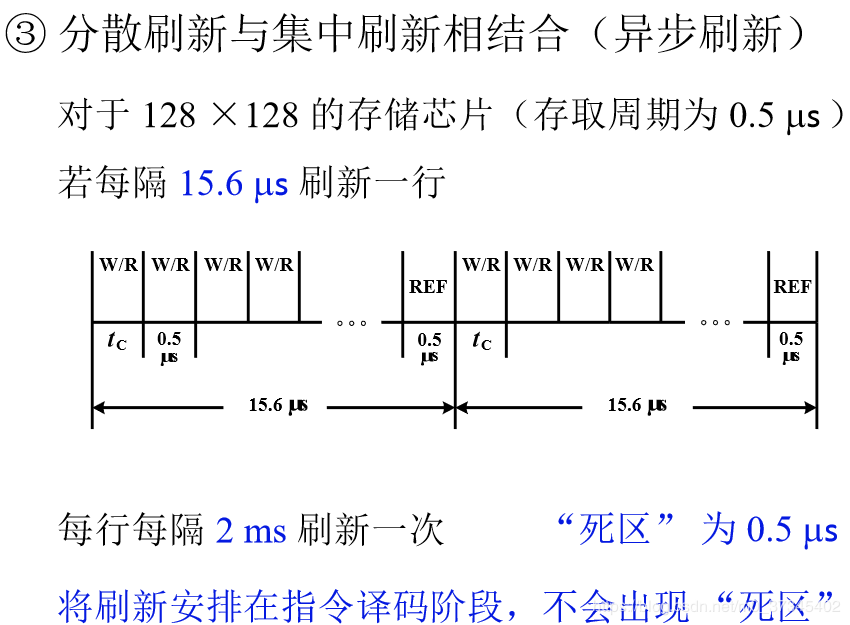 ③ 分散刷新与集中刷新相结合（异步刷新）
对于 128 ×128 的存储芯片（存取周期为 0.5 μs）
若每隔 15.6 μs 刷新一行
W/R W/R W/R W/R REF W/R W/R W/R W/R REF
tC 0.5 μs 。。。 0.5 μs tC 。。。 0.5 μs
15.6 μs 15.6 μs
每行每隔 2 ms 刷新一次 “死区” 为 0.5 μs
将刷新安排在指令译码阶段，不会出现 “死区”